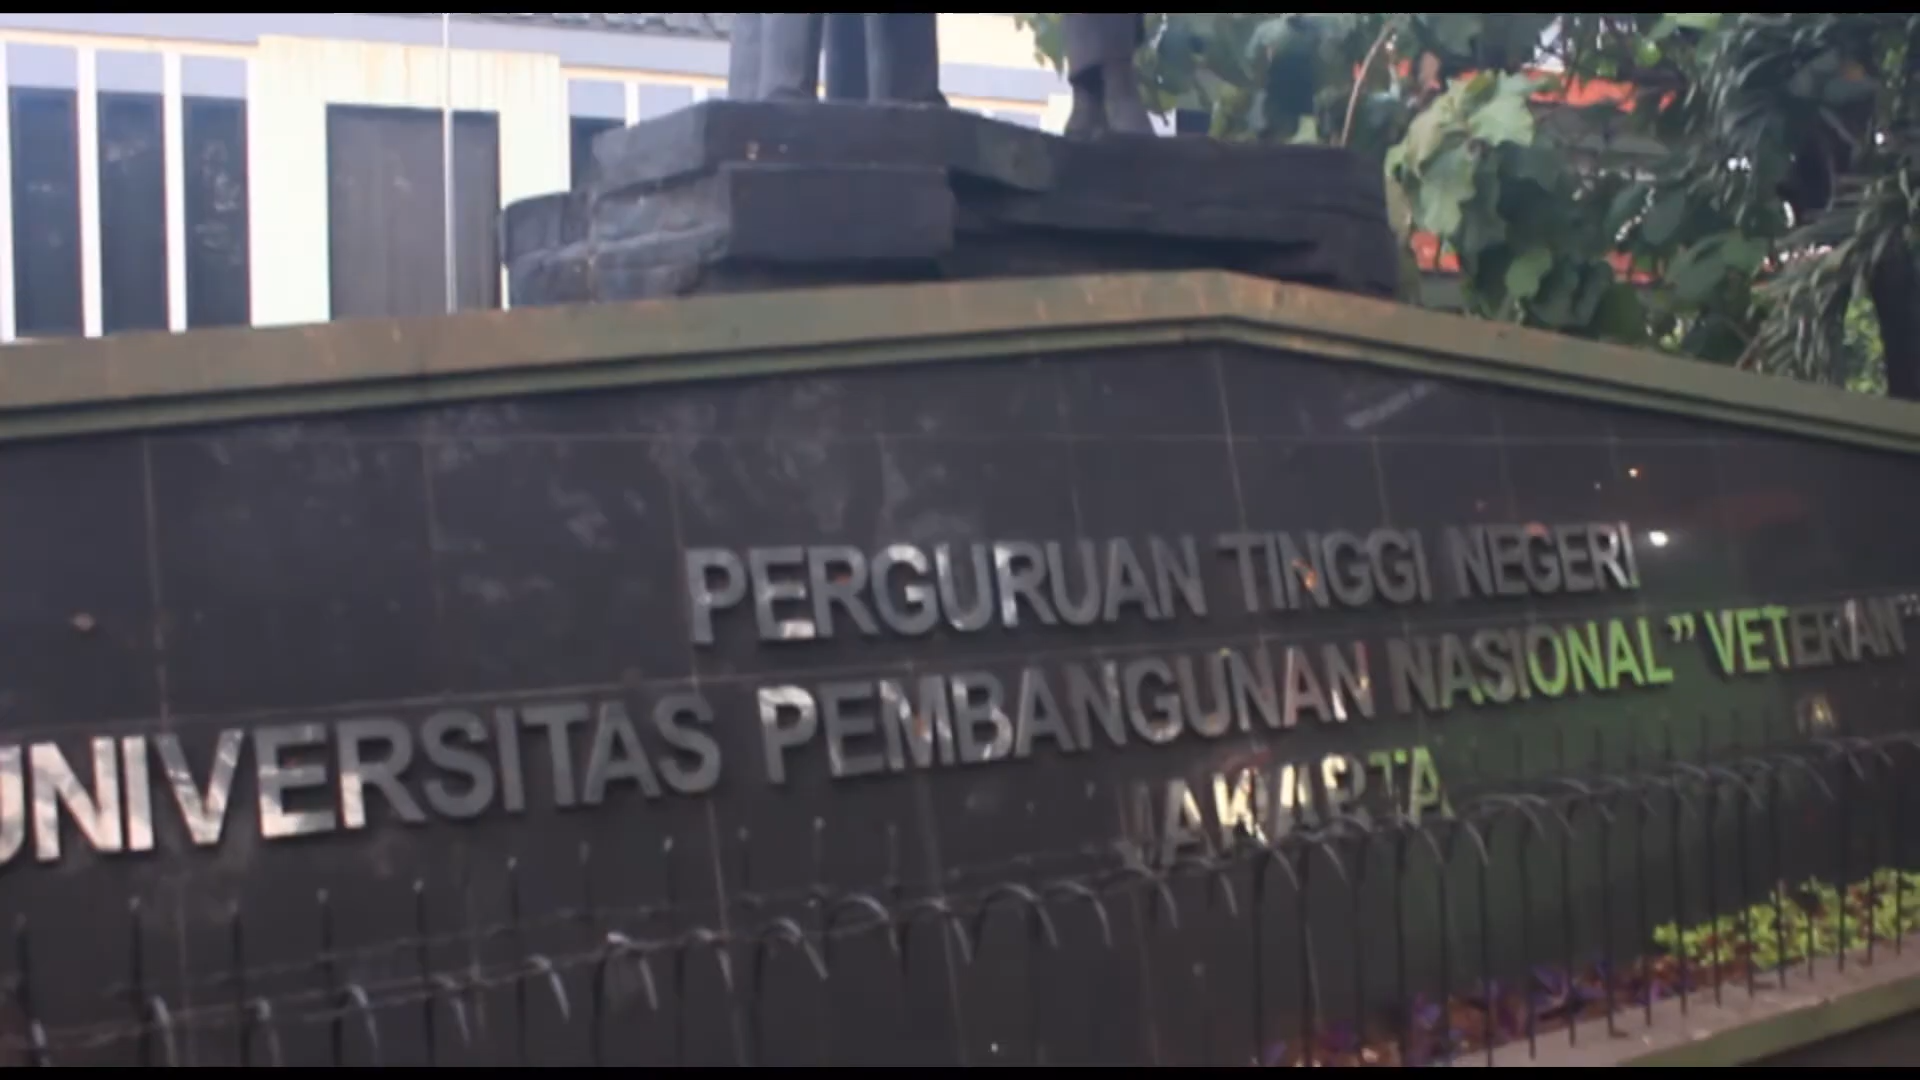 PERGURUAN TINGGI NEGERI
UNIVERSITAS PEMBANGUNAN NASIONAL ” VETERAN”
JAKARTA